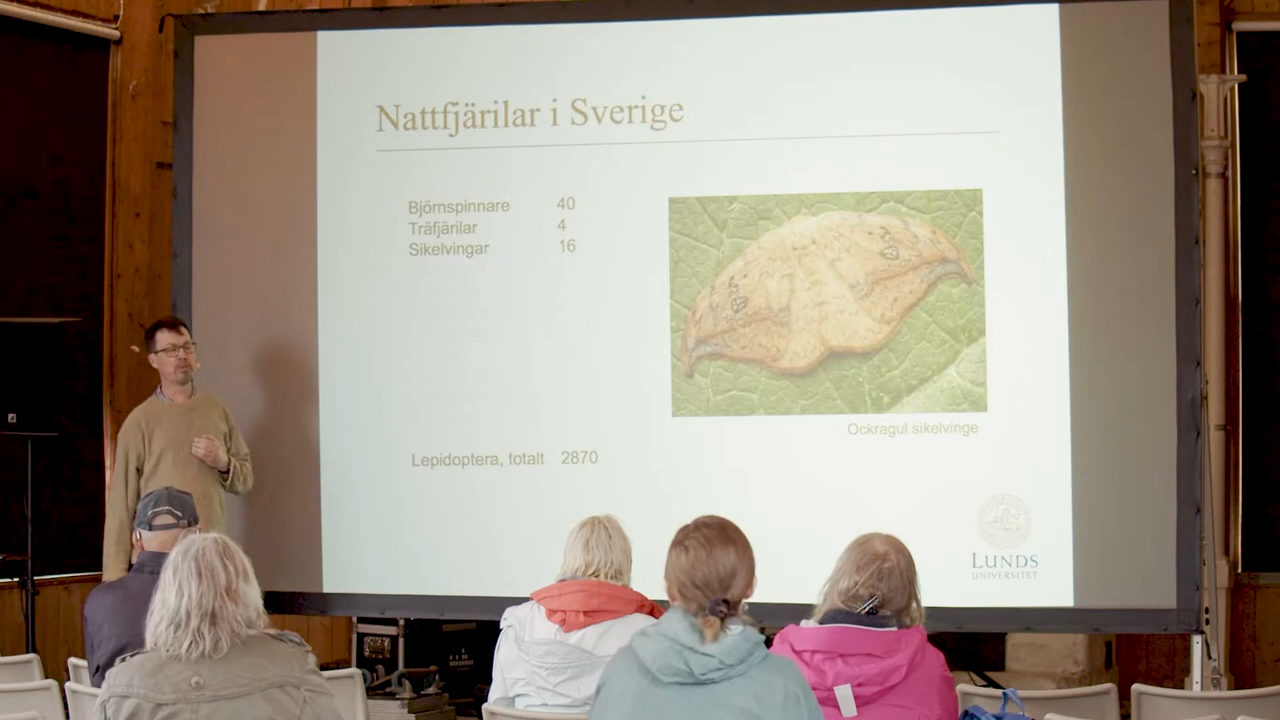 Nattfjärilar i Sverige
Björnspinnare 40
Träfjärilar 4
Sikelvingar 16
Ockragul sikelvinge
Lepidoptera, totalt 2870
LUNDS
UNIVERSITET